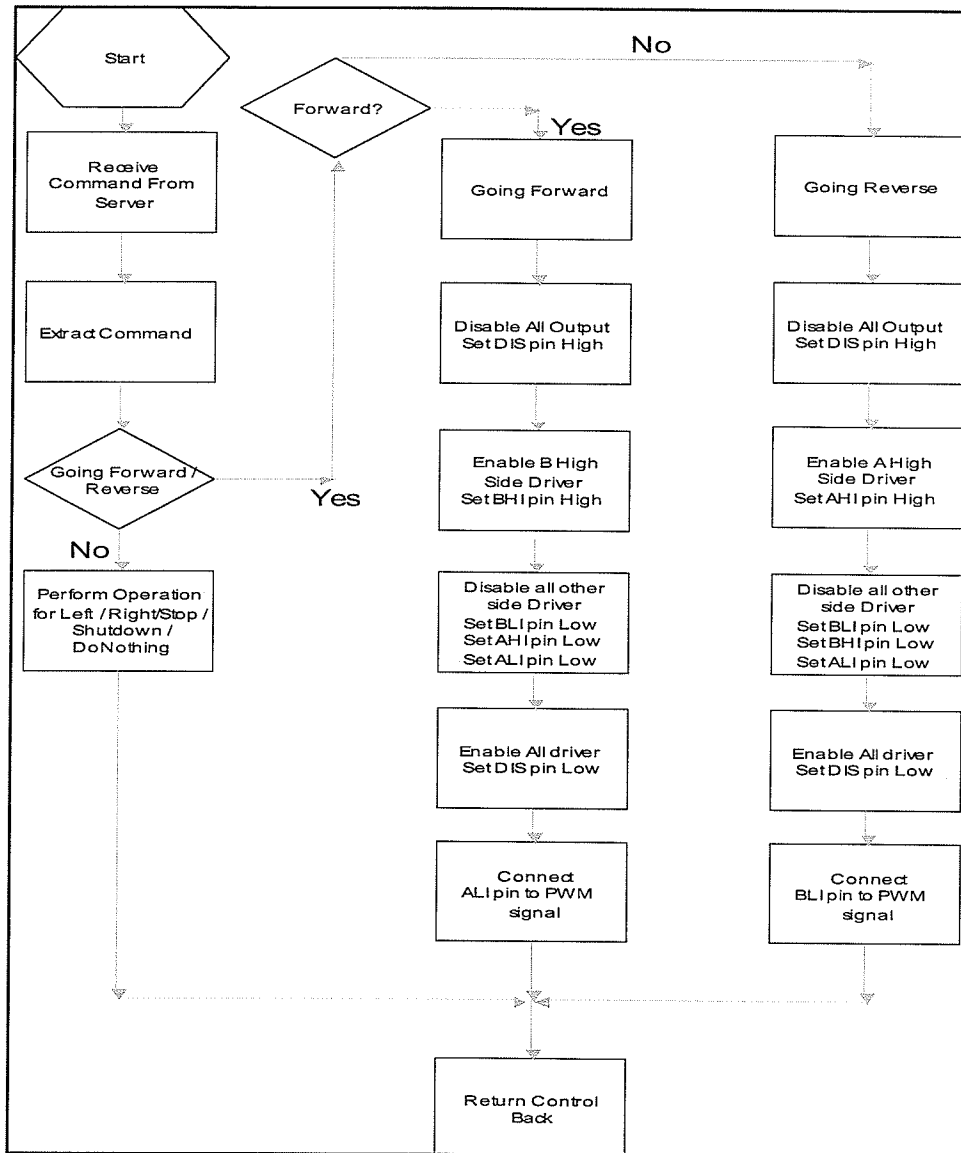 Start
Receive
Command From
Server
Extract Command
Going Forward /
Reverse
Yes
No
Perform Operation
for Left / Right/Stop /
Shutdown /
DoNothing
Forward?
No
Yes
Going Forward
Disable All Output
Set DIS pin High
Enable B High
Side Driver
Set BHI pin High
Disable all other
side Driver
Set BLI pin Low
Set AHI pin Low
Set ALI pin Low
Enable All driver
Set DIS pin Low
Connect
ALI pin to PWM
signal
Going Reverse
Disable All Output
Set DIS pin High
Enable A High
Side Driver
Set AHI pin High
Disable all other
side Driver
Set BLI pin Low
Set BHI pin Low
Set ALI pin Low
Enable All driver
Set DIS pin Low
Connect
BLI pin to PWM
signal
Return Control
Back